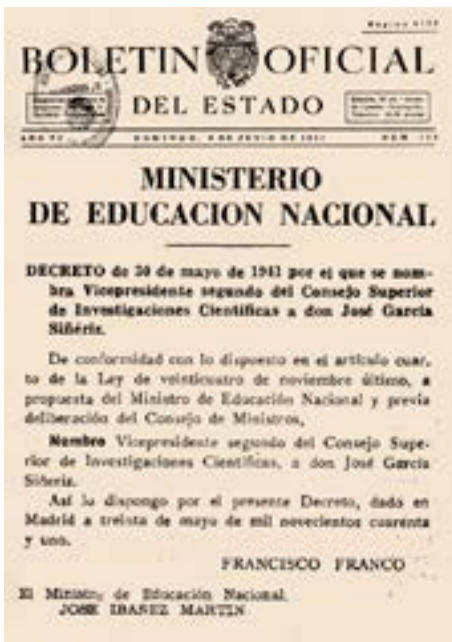 BOLETIN OFICIAL
DEL ESTADO
MINISTERIO
DE EDUCACION NACIONAL
DECRETO de 30 de mayo de 1941 por el que se nom-
bra Vicepresidente segundo del Consejo Superior
de Investigaciones Científicas a don José García
Siñériz.
De conformidad con lo dispuesto en el artículo cuar-
to de la Ley de veinticuatro de noviembre último, a
propuesta del Ministro de Educación Nacional y previa
deliberación del Consejo de Ministros,
Nombro Vicepresidente segundo del Consejo Supe-
rior de Investigaciones Científicas, a don José García
Siñeriz.
Así lo dispongo por el presente Decreto, dado en
Madrid a treinta de mayo de mil novecientos cuarenta
y uno.
FRANCISCO FRANCO
El Ministro de Educación Nacional,
JOSE IBAÑEZ MARTIN